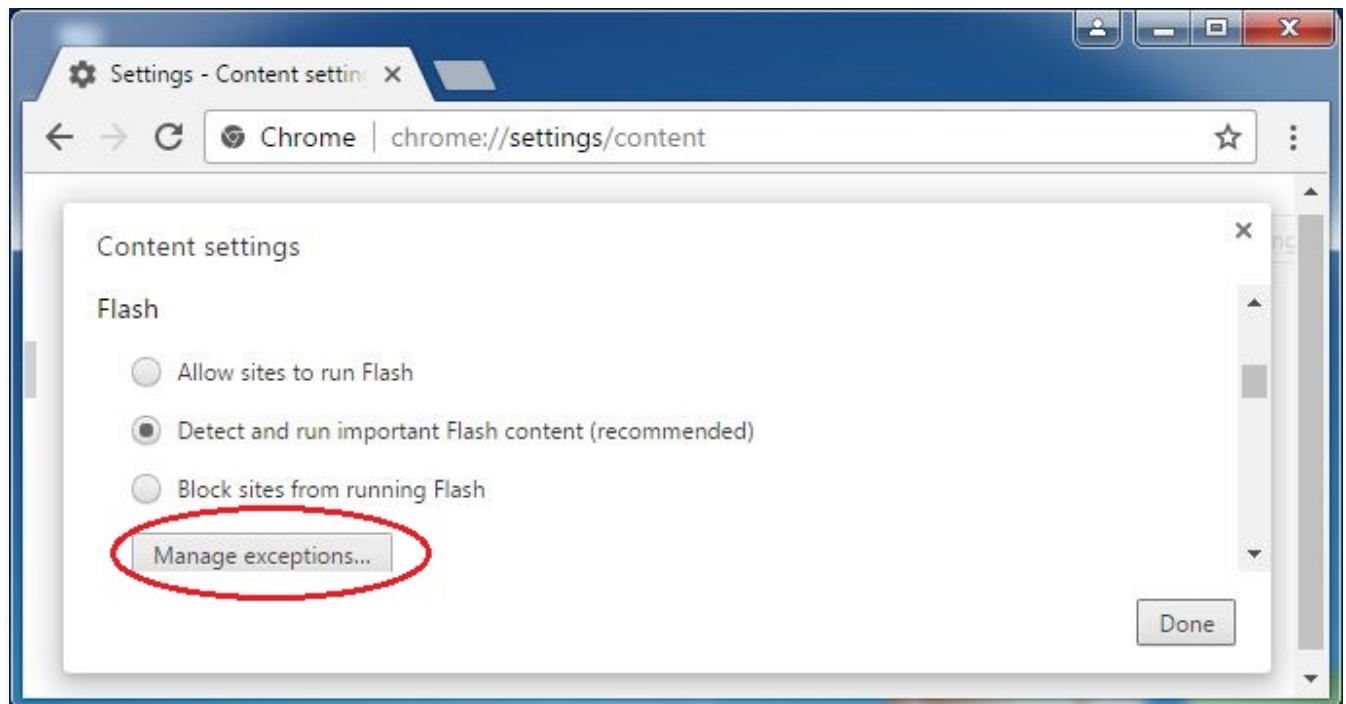 Settings - Content settin
Chrome | chrome://settings/content
Content settings
Flash
Allow sites to run Flash
Detect and run important Flash content (recommended)
Block sites from running Flash
Manage exceptions...
Done